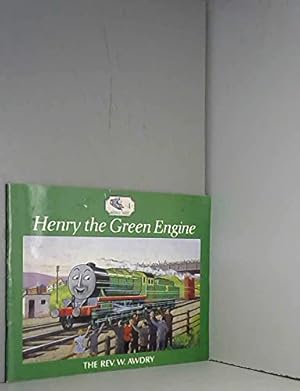 Henry the Green Engine
THE REV. W. AWDRY